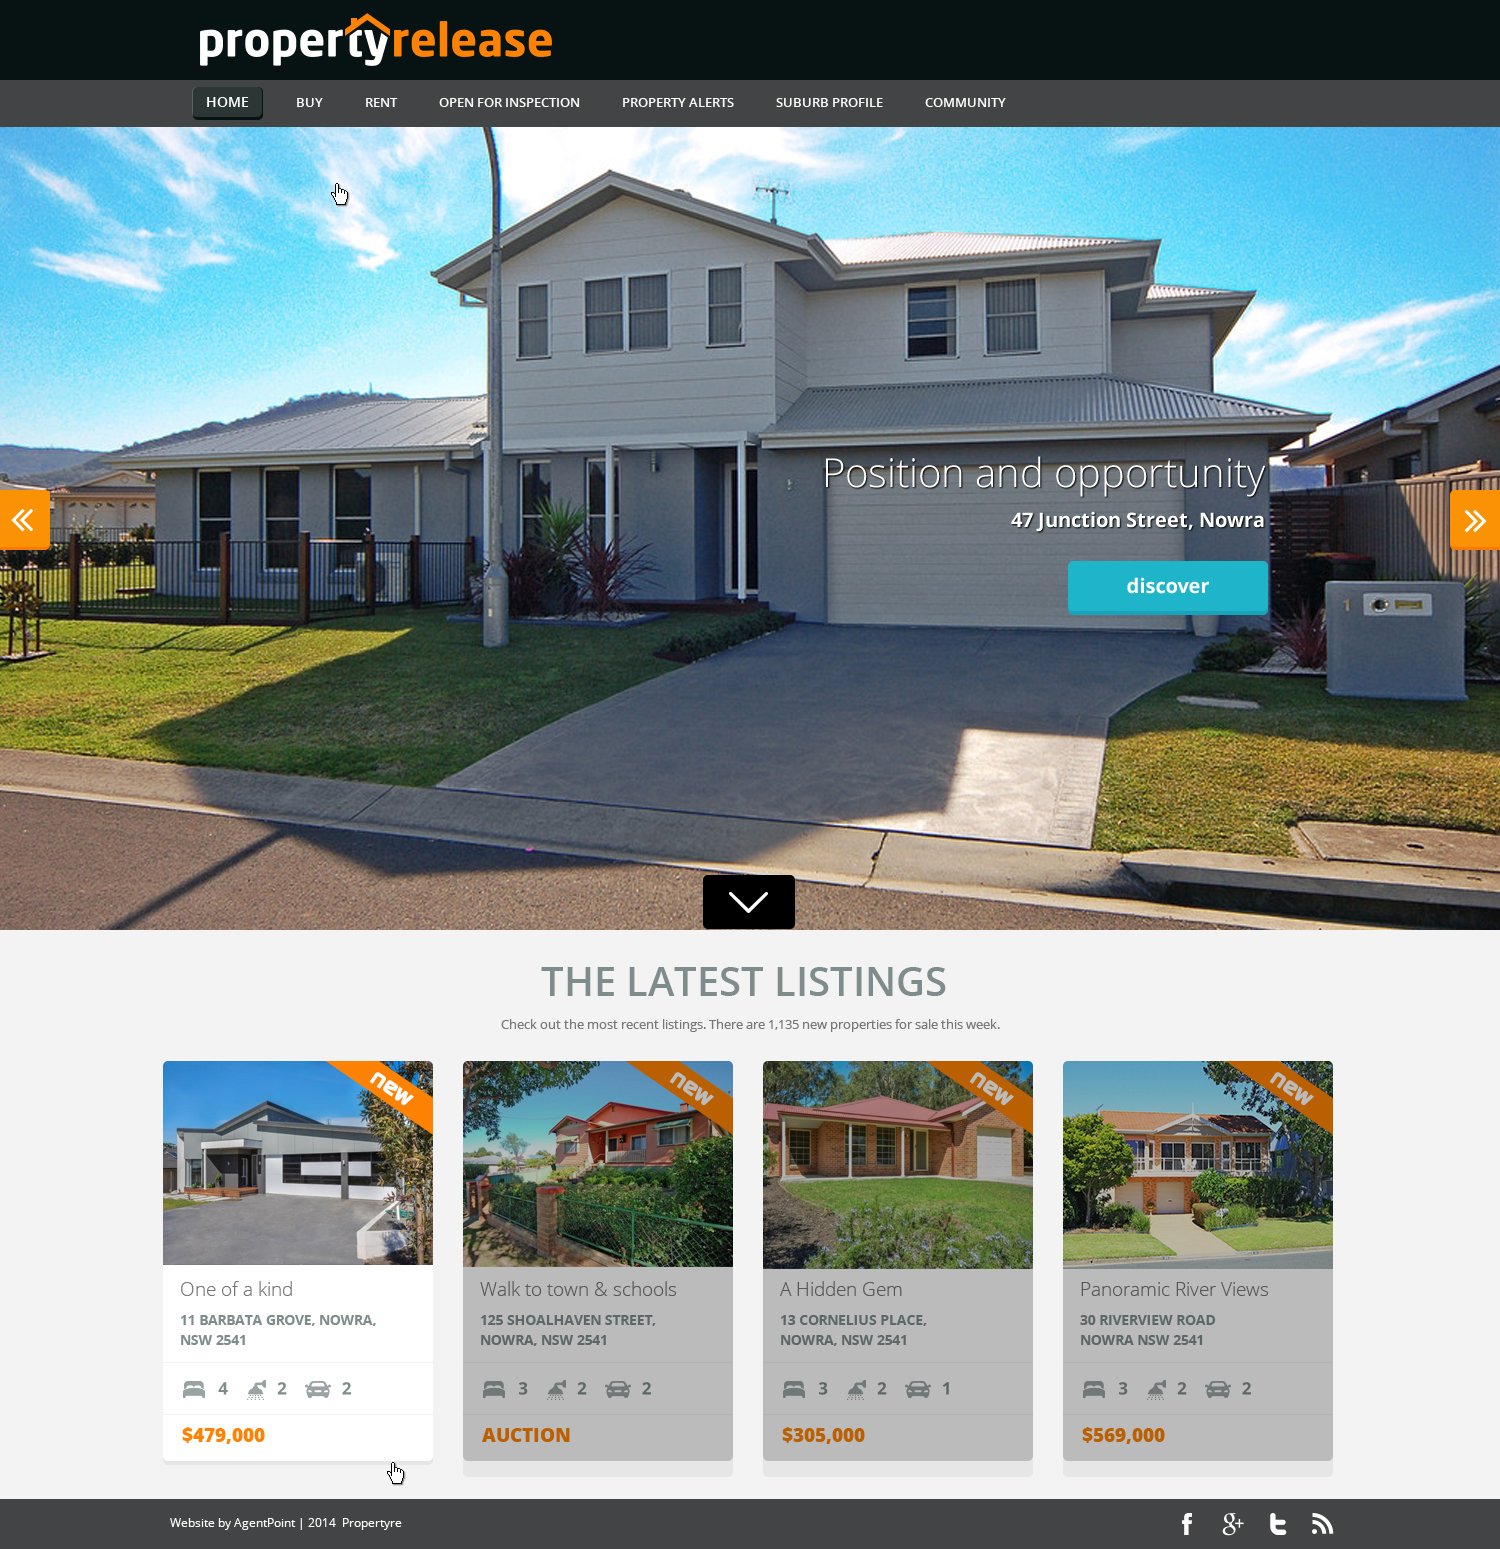 propertyrelease
HOME BUY RENT OPEN FOR INSPECTION PROPERTY ALERTS SUBURB PROFILE COMMUNITY
Position and opportunity
47 Junction Street, Nowra
discover
1
THE LATEST LISTINGS
Check out the most recent listings. There are 1,135 new properties for sale this week.
new
One of a kind
11 BARBATA GROVE, NOWRA,
NSW 2541
4 2 2
$479,000
new
Walk to town & schools
125 SHOALHAVEN STREET,
NOWRA, NSW 2541
3 2 2
AUCTION
new
A Hidden Gem
13 CORNELIUS PLACE,
NOWRA, NSW 2541
3 2 1
$305,000
new
Panoramic River Views
30 RIVERVIEW ROAD
NOWRA NSW 2541
3 2 2
$569,000
Website by AgentPoint | 2014 Propertyre
f g+ t